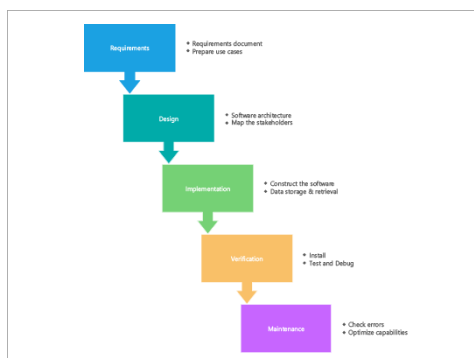 Requirements
◆ Requirements document
◆ Prepare use cases
Design
◆ Software architecture
◆ Map the stakeholders
Implementation
◆ Construct the software
◆ Data storage & retrieval
Verification
◆ Install
◆ Test and Debug
Maintenance
◆ Check errors
◆ Optimize capabilities